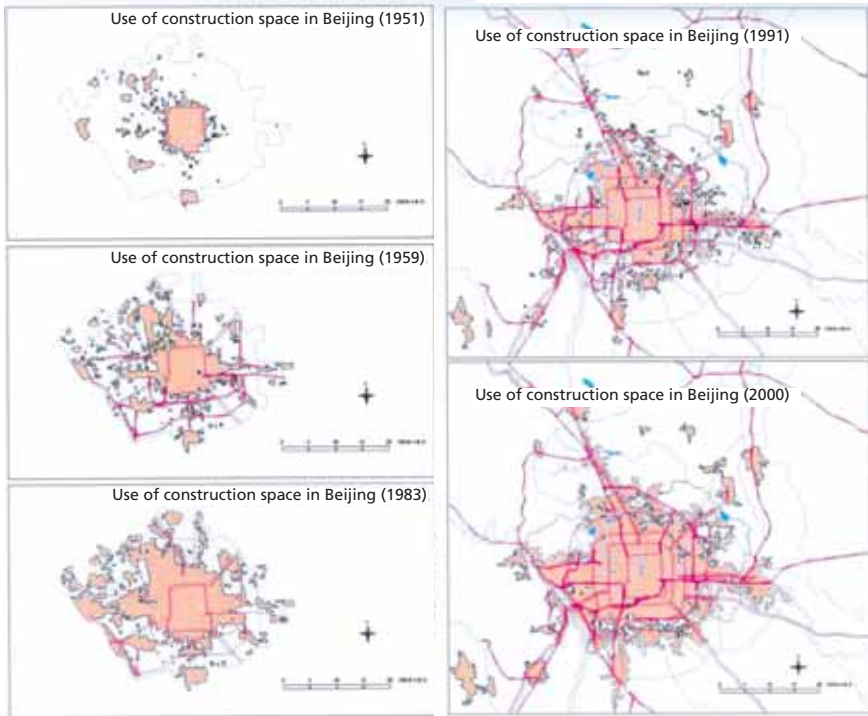 Use of construction space in Beijing (1951)
Use of construction space in Beijing (1959)
Use of construction space in Beijing (1983)
Use of construction space in Beijing (1991)
Use of construction space in Beijing (2000)